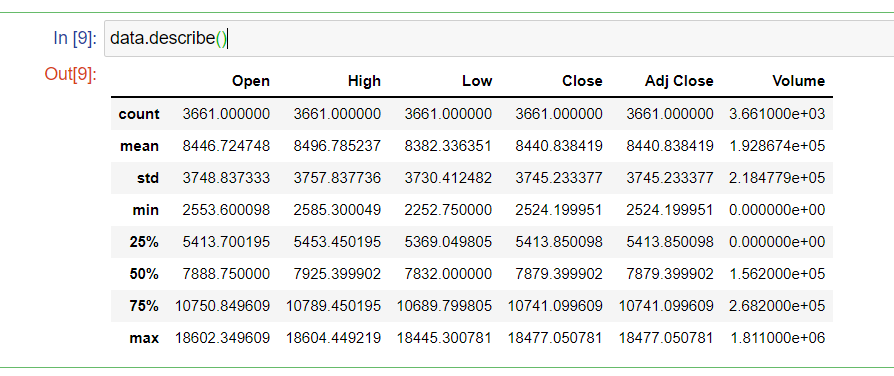 In [9]: data.describe()
Out[9]:
Open High Low Close Adj Close Volume
count 3661.000000 3661.000000 3661.000000 3661.000000 3661.000000 3.661000e+03
mean 8446.724748 8496.785237 8382.336351 8440.838419 8440.838419 1.928674e+05
std 3748.837333 3757.837736 3730.412482 3745.233377 3745.233377 2.184779e+05
min 2553.600098 2585.300049 2252.750000 2524.199951 2524.199951 0.000000e+00
25% 5413.700195 5453.450195 5369.049805 5413.850098 5413.850098 0.000000e+00
50% 7888.750000 7925.399902 7832.000000 7879.399902 7879.399902 1.562000e+05
75% 10750.849609 10789.450195 10689.799805 10741.099609 10741.099609 2.682000e+05
max 18602.349609 18604.449219 18445.300781 18477.050781 18477.050781 1.811000e+06